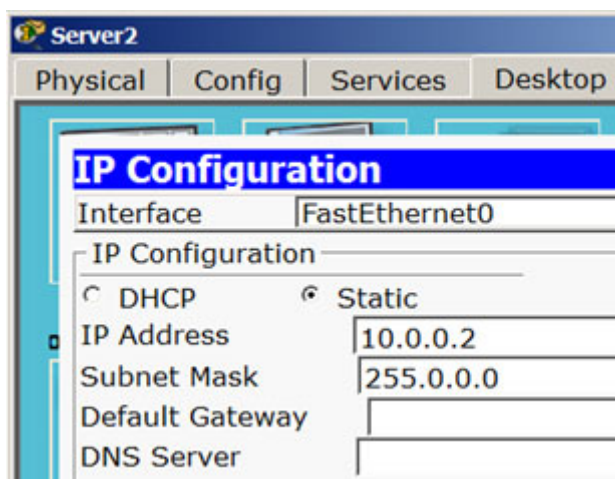 Server2
Physical Config Services Desktop
IP Configuration
Interface FastEthernet0
IP Configuration
DHCP Static
IP Address 10.0.0.2
Subnet Mask 255.0.0.0
Default Gateway
DNS Server